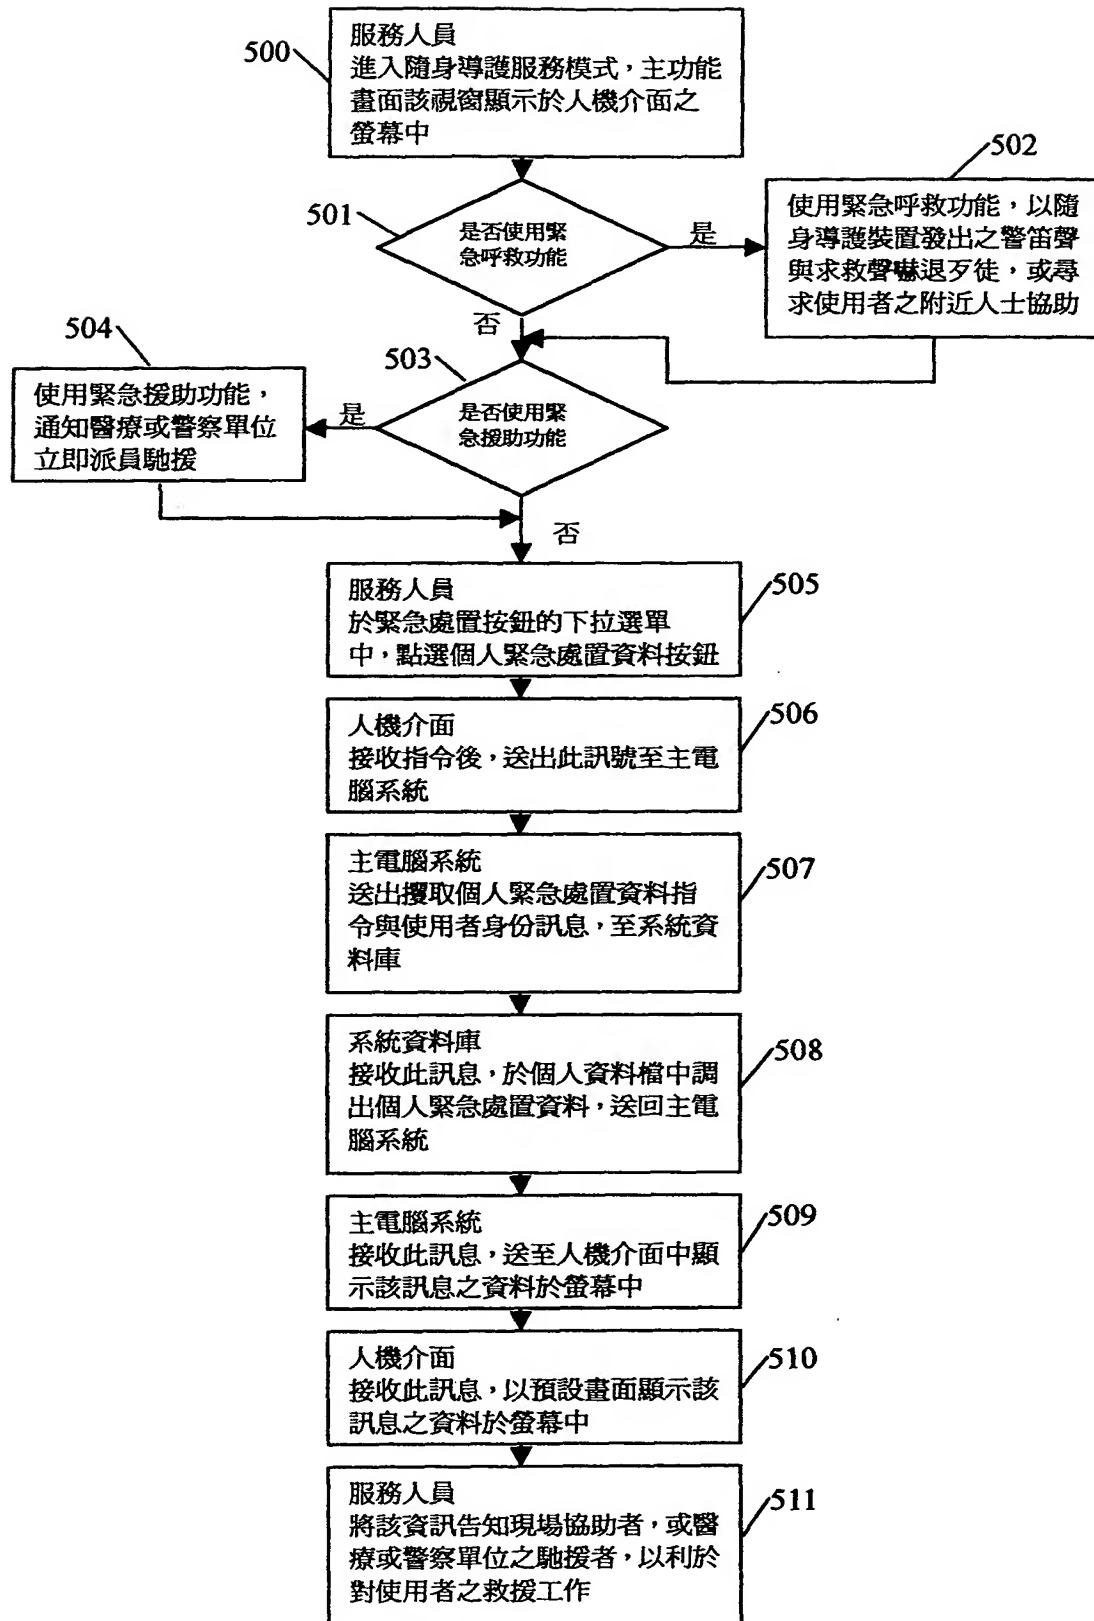 500
服務人員
進入隨身導護服務模式，主功能
畫面該視窗顯示於人機介面之
螢幕中
501
是否使用緊
急呼救功能
是
502
使用緊急呼救功能，以隨
身導護裝置發出之警笛聲
與求救聲嚇退歹徒，或尋
求使用者之附近人士協助
否
503
是否使用緊
急援助功能
是
504
使用緊急援助功能，
通知醫療或警察單位
立即派員馳援
否
505
服務人員
於緊急處置按鈕的下拉選單
中，點選個人緊急處置資料按鈕
506
人機介面
接收指令後，送出此訊號至主電
腦系統
507
主電腦系統
送出攫取個人緊急處置資料指
令與使用者身份訊息，至系統資
料庫
508
系統資料庫
接收此訊息，於個人資料檔中調
出個人緊急處置資料，送回主電
腦系統
509
主電腦系統
接收此訊息，送至人機介面中顯
示該訊息之資料於螢幕中
510
人機介面
接收此訊息，以預設畫面顯示該
訊息之資料於螢幕中
511
服務人員
將該資訊告知現場協助者，或醫
療或警察單位之馳援者，以利於
對使用者之救援工作